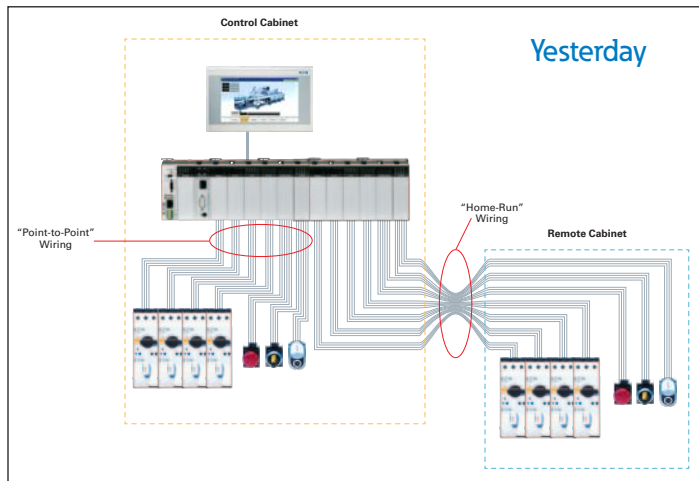 Control Cabinet
Yesterday
"Point-to-Point"
Wiring
"Home-Run"
Wiring
Remote Cabinet